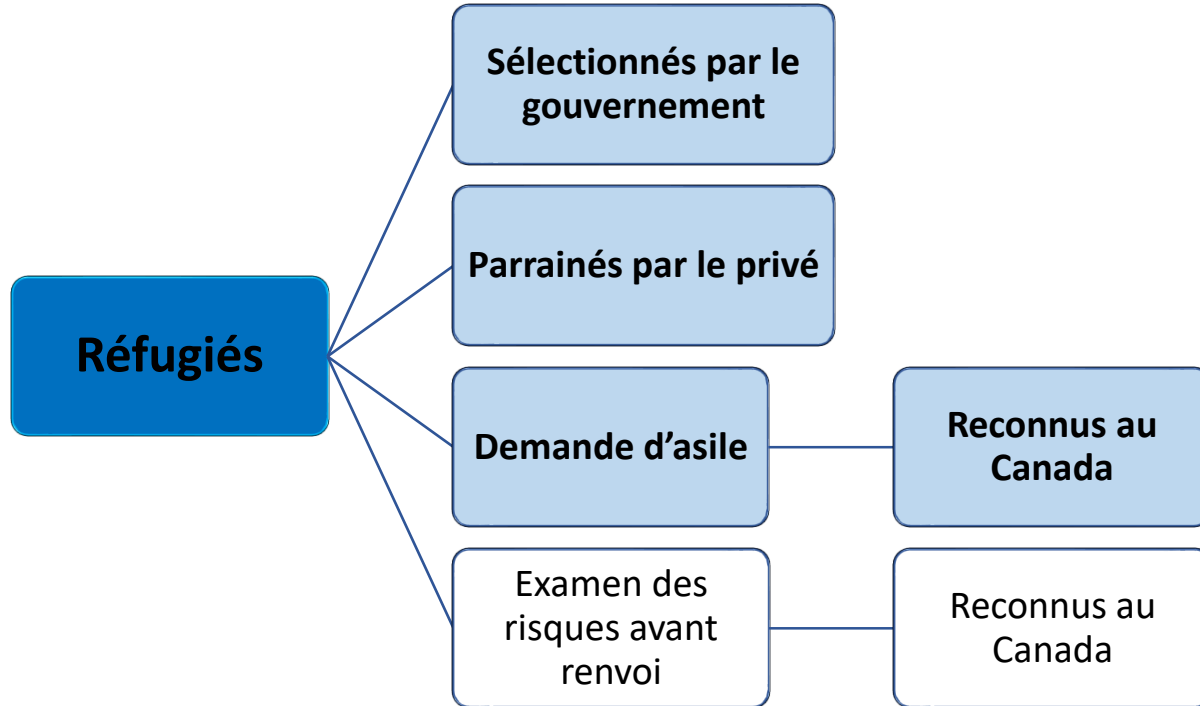 Sélectionnés par le
gouvernement
Parrainés par le privé
Réfugiés
Demande d’asile
Reconnus au
Canada
Examen des
risques avant
renvoi
Reconnus au
Canada